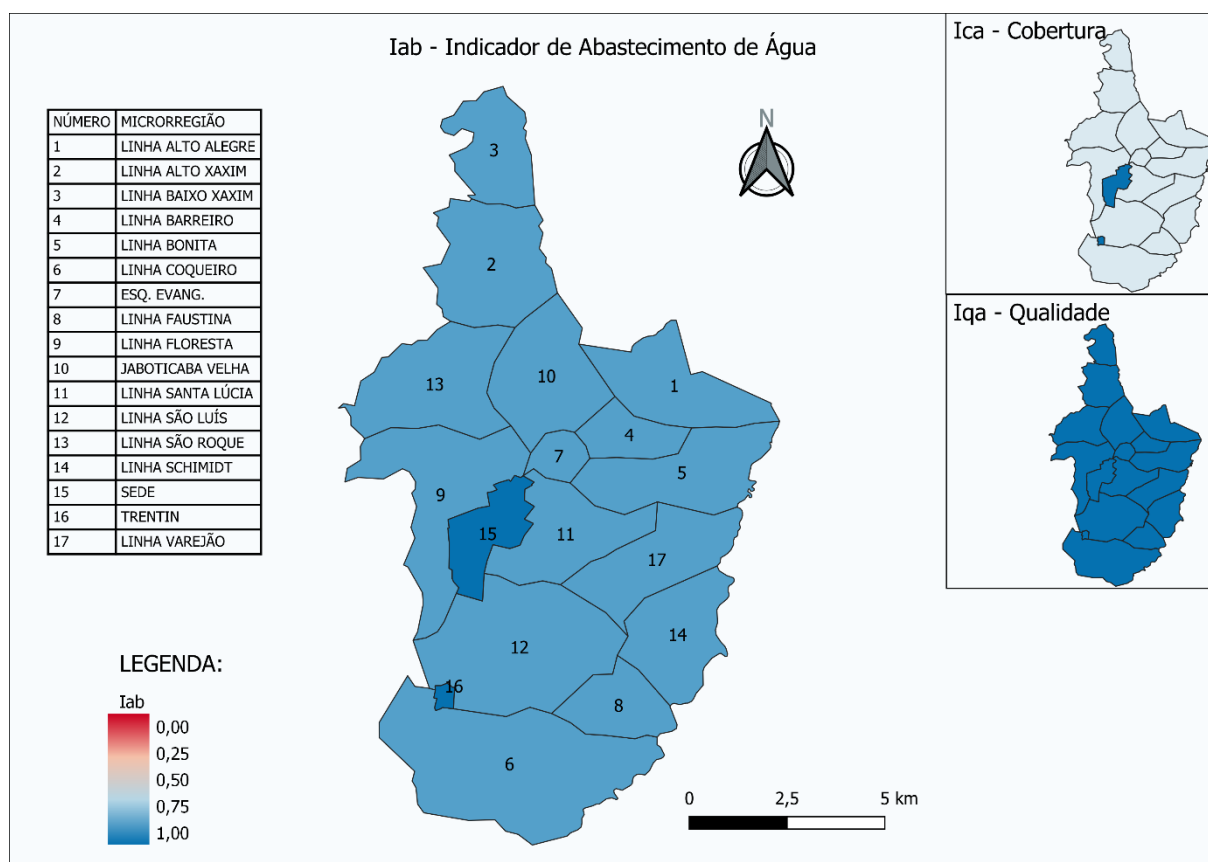 Iab - Indicador de Abastecimento de Água
NÚMERO MICRORREGIÃO
1 LINHA ALTO ALEGRE
2 LINHA ALTO XAXIM
3 LINHA BAIXO XAXIM
4 LINHA BARREIRO
5 LINHA BONITA
6 LINHA COQUEIRO
7 ESQ. EVANG.
8 LINHA FAUSTINA
9 LINHA FLORESTA
10 JABOTICABA VELHA
11 LINHA SANTA LÚCIA
12 LINHA SÃO LUÍS
13 LINHA SÃO ROQUE
14 LINHA SCHIMIDT
15 SEDE
16 TRENTIN
17 LINHA VAREJÃO
N
3
2
13
10
1
4
7
5
9
15
11
17
12
14
16
8
6
LEGENDA:
Iab
0,00
0,25
0,50
0,75
1,00
0 2,5 5 km
Ica - Cobertura
Iqa - Qualidade